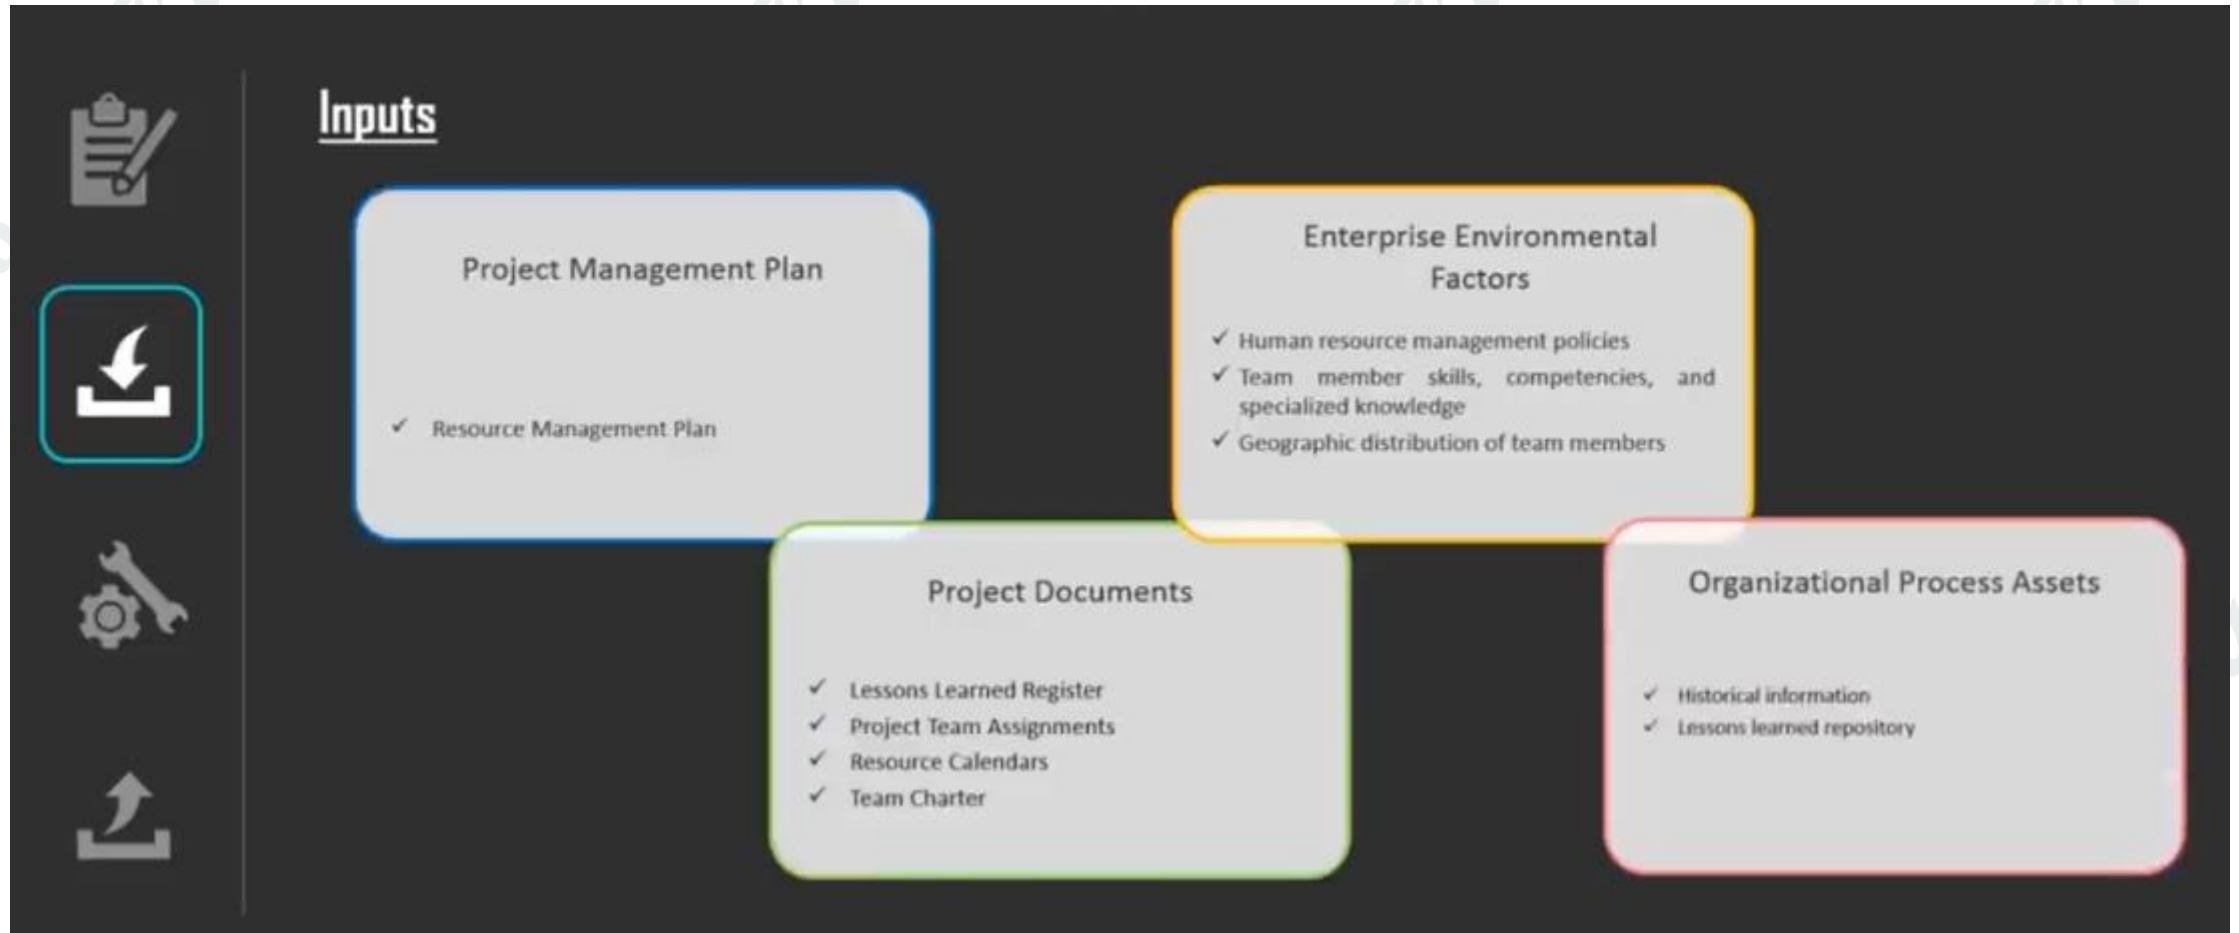 Inputs
Project Management Plan
✓ Resource Management Plan
Project Documents
✓ Lessons Learned Register
✓ Project Team Assignments
✓ Resource Calendars
✓ Team Charter
Enterprise Environmental
Factors
✓ Human resource management policies
✓ Team member skills, competencies, and
specialized knowledge
✓ Geographic distribution of team members
Organizational Process Assets
✓ Historical information
✓ Lessons learned repository